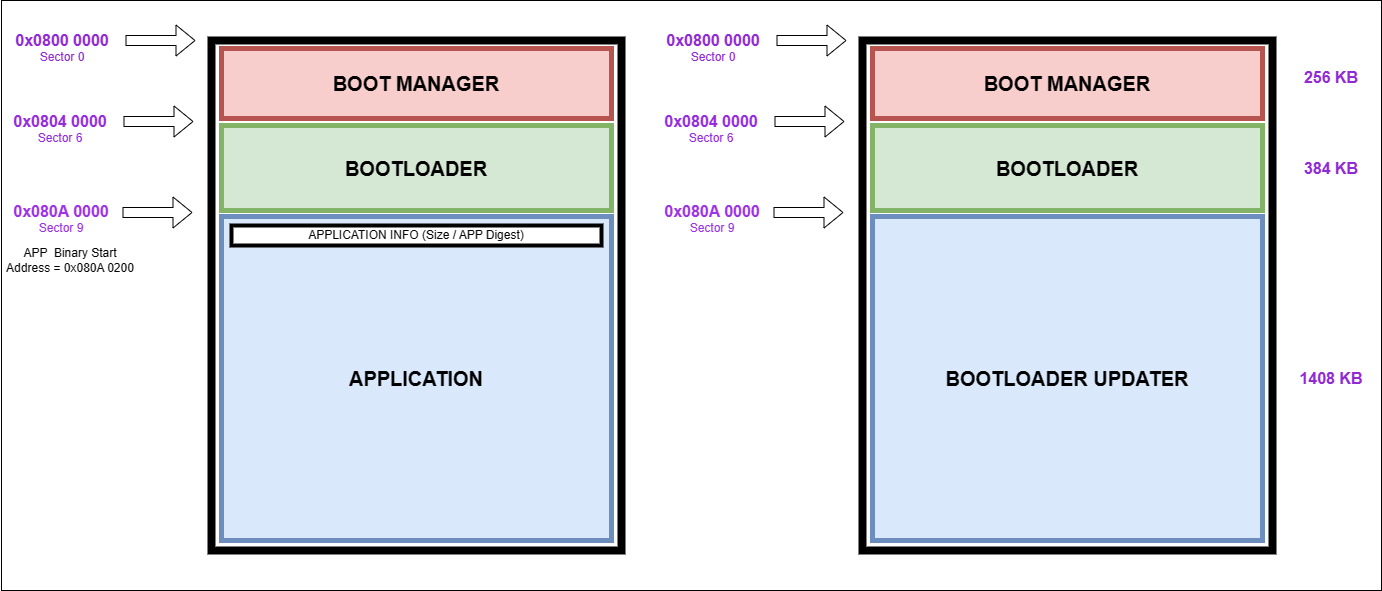 0x0800 0000
Sector 0
BOOT MANAGER
0x0804 0000
Sector 6
BOOTLOADER
0x080A 0000
Sector 9
APP  Binary Start
Address = 0x080A 0200
APPLICATION INFO (Size / APP Digest)
APPLICATION
0x0800 0000
Sector 0
BOOT MANAGER
256 KB
0x0804 0000
Sector 6
BOOTLOADER
384 KB
0x080A 0000
Sector 9
BOOTLOADER UPDATER
1408 KB